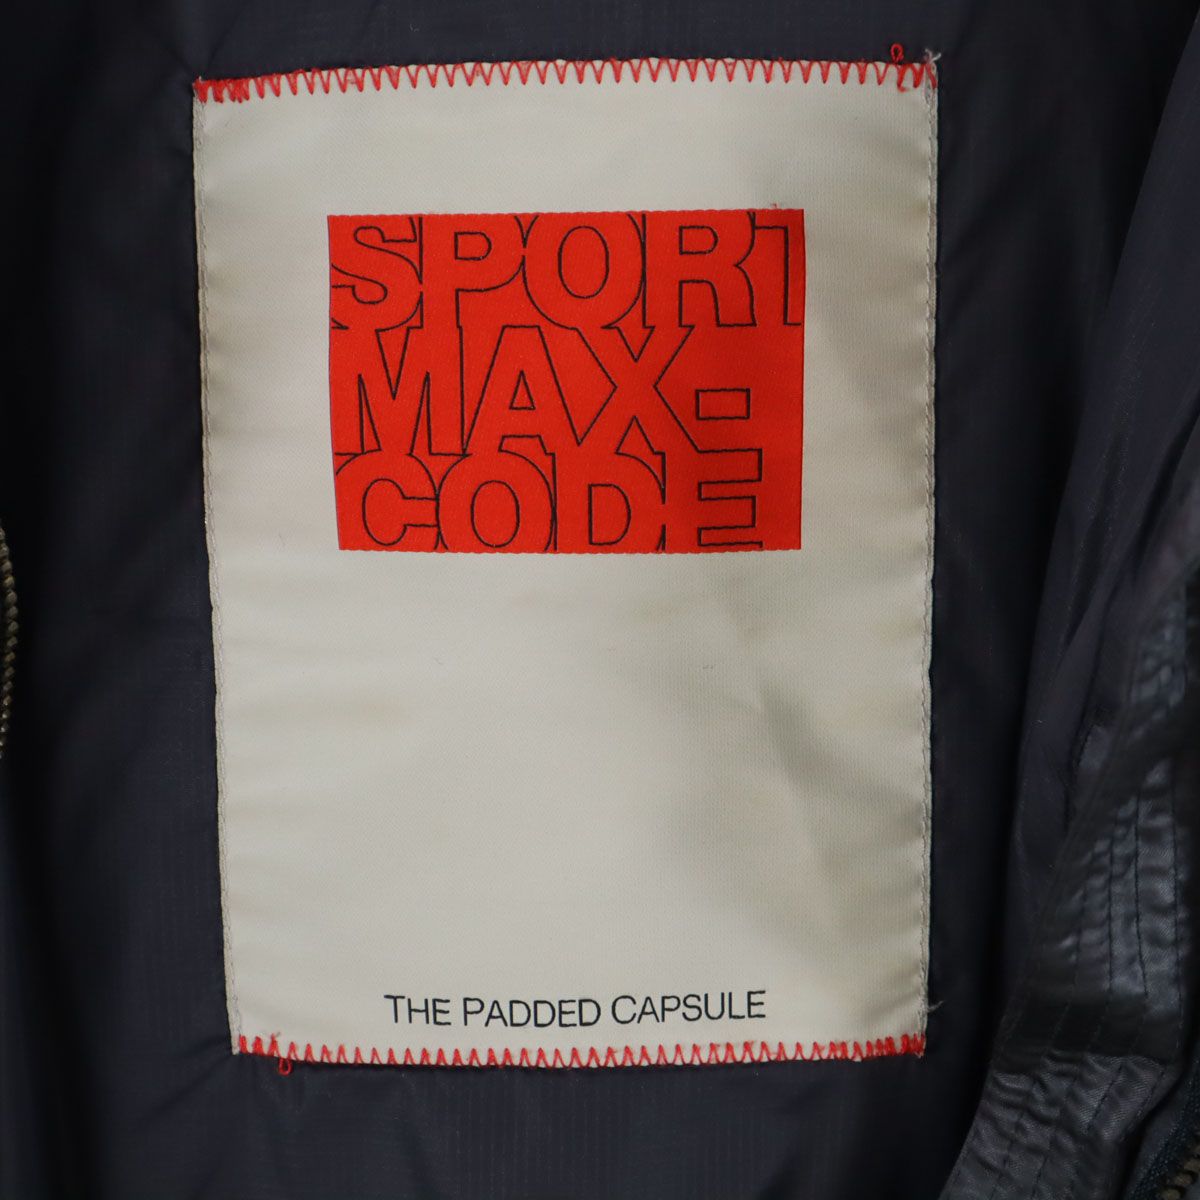 SPORT
MAX-
CODE
THE PADDED CAPSULE